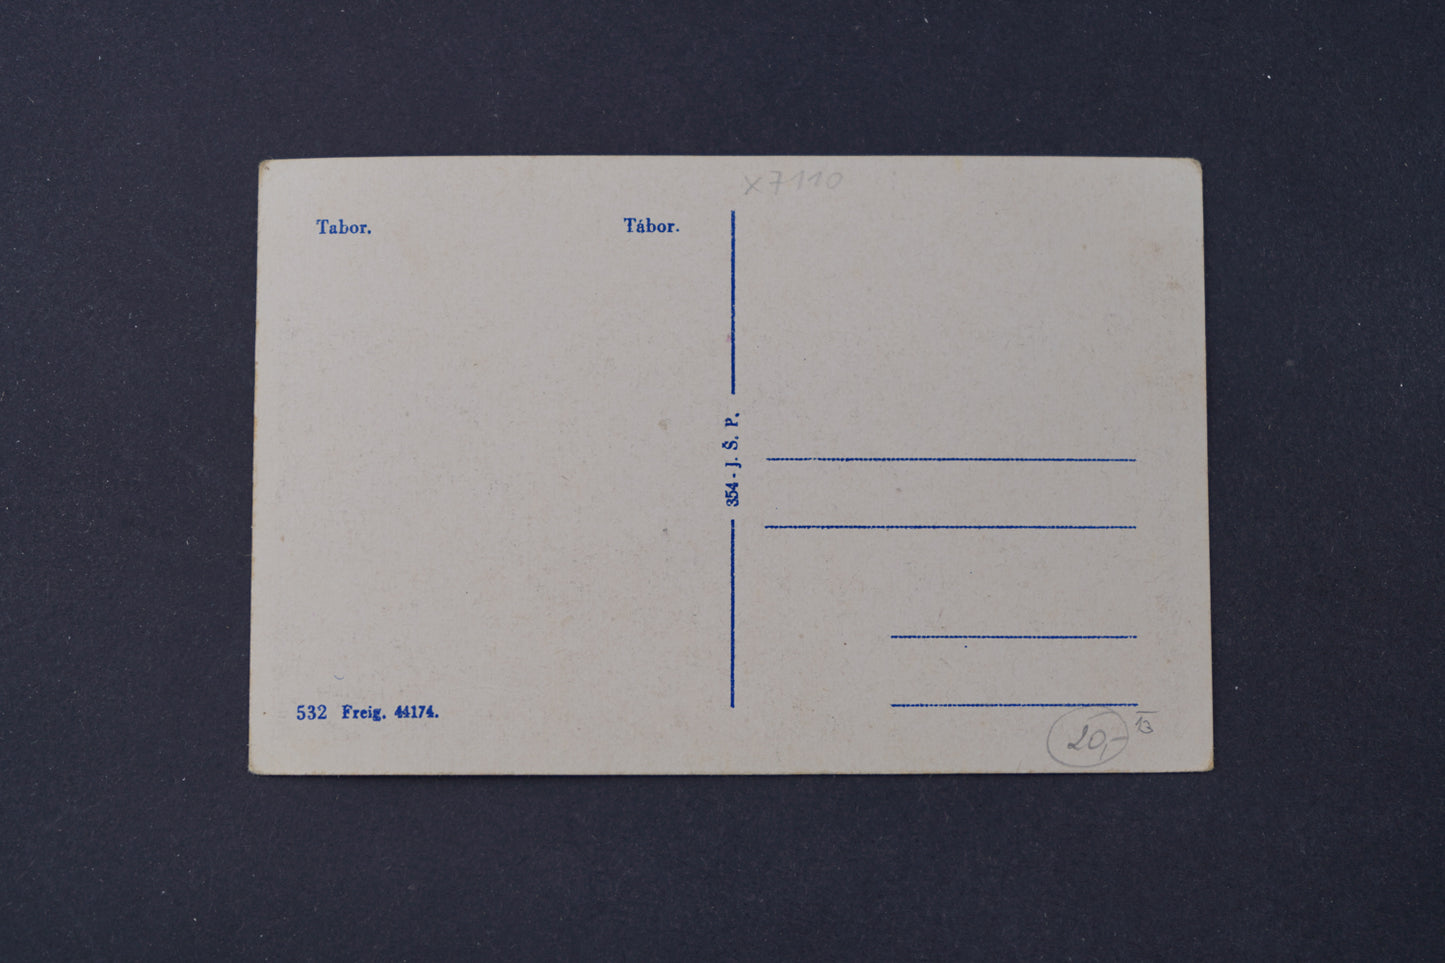 x7110
Tabor. Tábor.
354 - J. Š. P.
532 Freig. 44174.
20,- 13